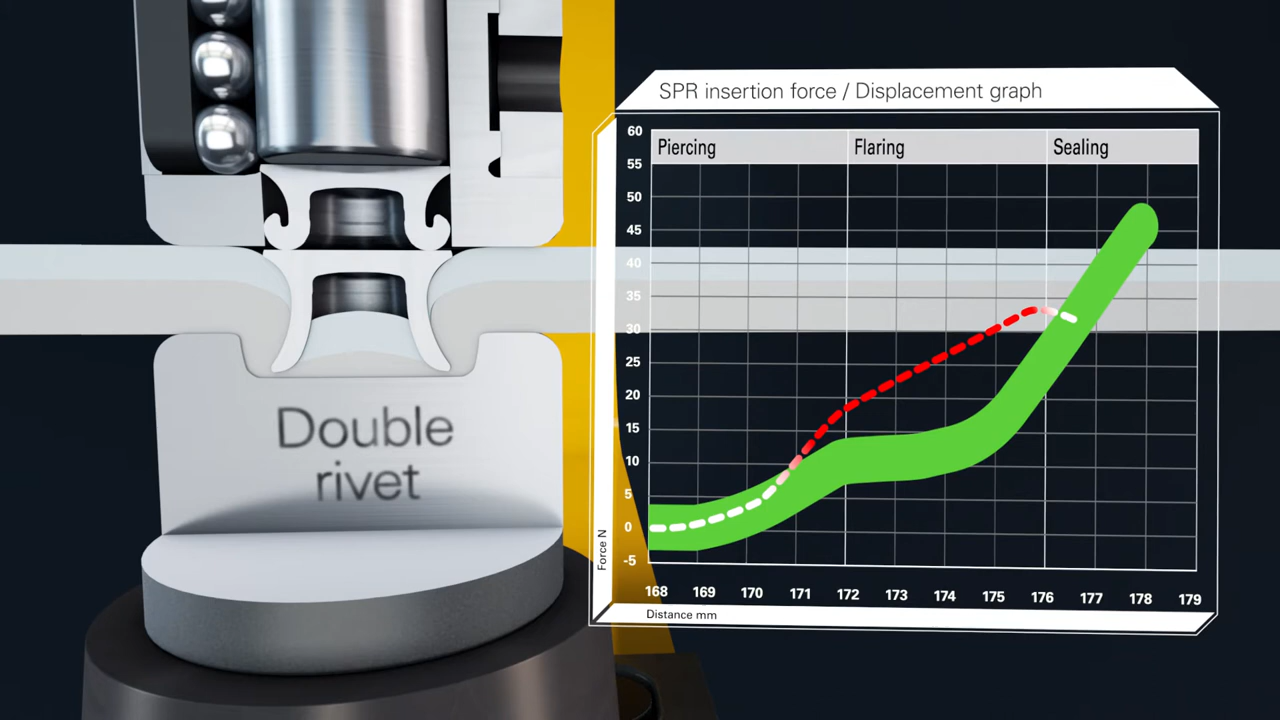 SPR insertion force / Displacement graph
Piercing Flaring Sealing
60
55
50
45
40
35
30
25
20
15
10
5
0
-5
Force N
168 169 170 171 172 173 174 175 176 177 178 179
Distance mm
Double
rivet